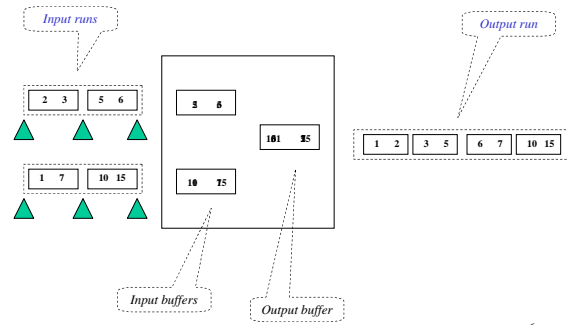 Input runs
Output run
2 3 5 6
1 2 3 5 6 7 10 15
1 7 10 15
Input buffers
Output buffer